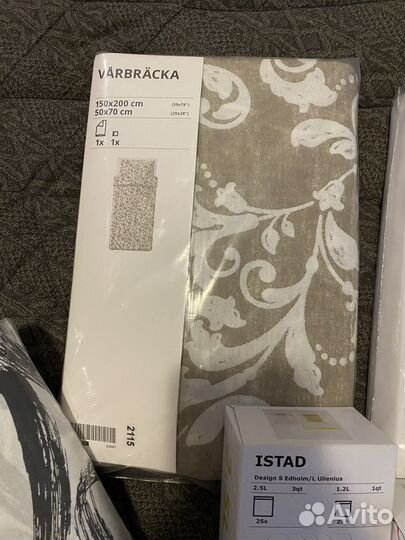 VÅRBRÄCKA
150x200 cm (59x79")
50x70 cm (20x28")
1x 1x
2115
ISTAD
Design S Edholm/L Ullenius
2.5L 3qt 1.2L 1qt
25x
Avito